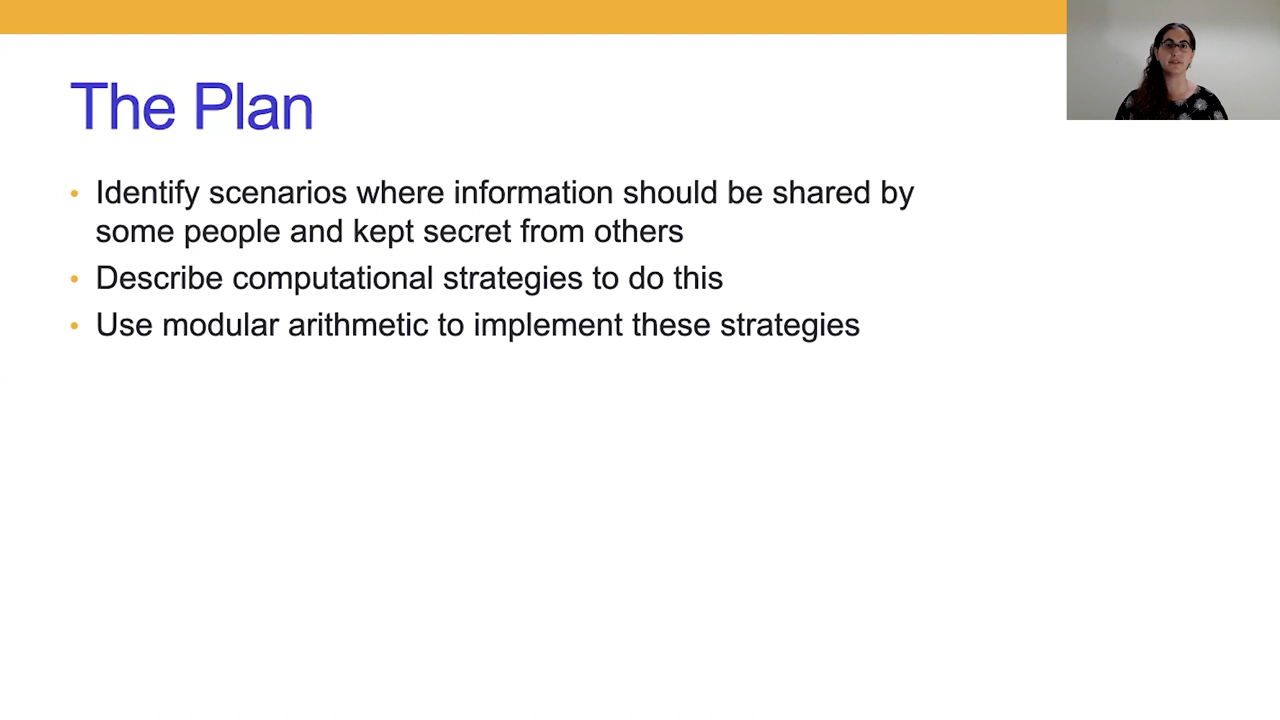 The Plan
• Identify scenarios where information should be shared by
some people and kept secret from others
• Describe computational strategies to do this
• Use modular arithmetic to implement these strategies